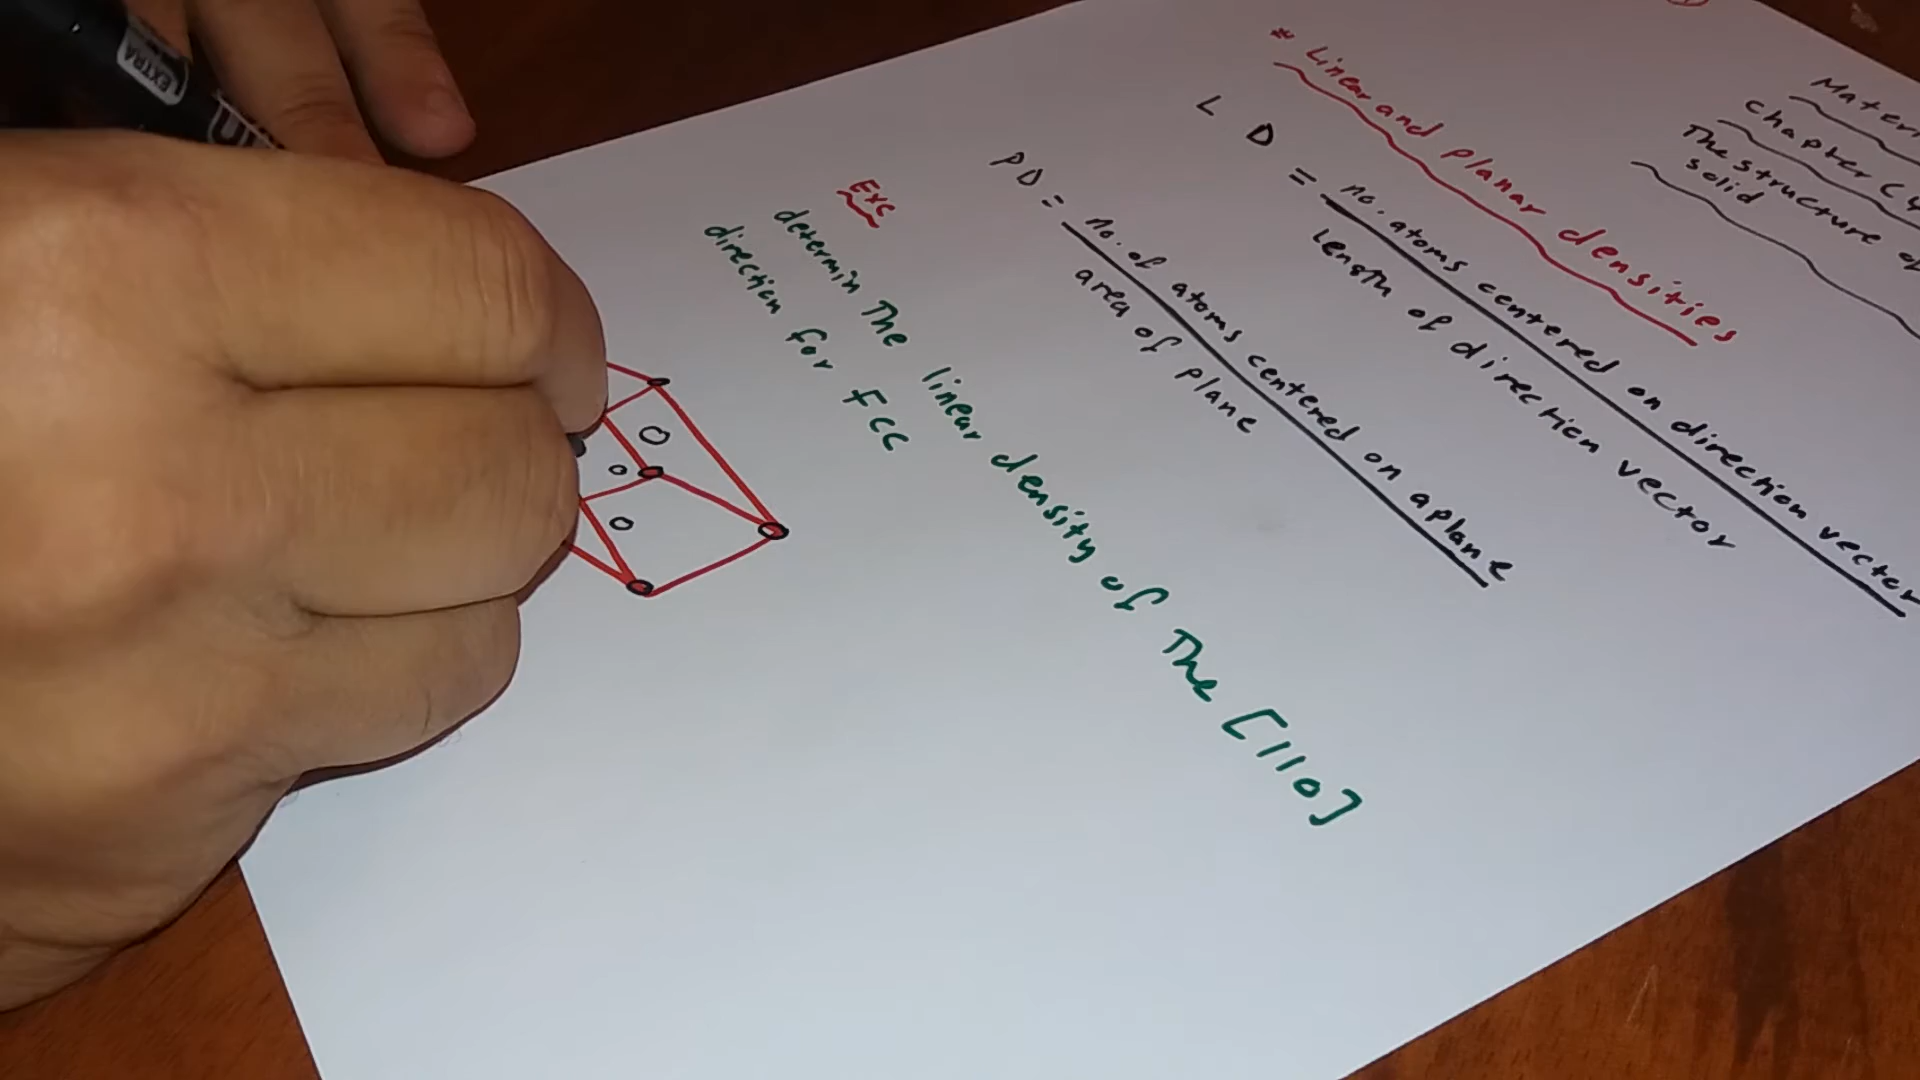 Chapter
The structure of
solid
* Linear and planar densities
L D = no. atoms centered on direction vector
Length of direction vector
PD = no. of atoms centered on aplane
area of plane
Exc
determin The linear density of The [110]
direction for FCC
EXTRA